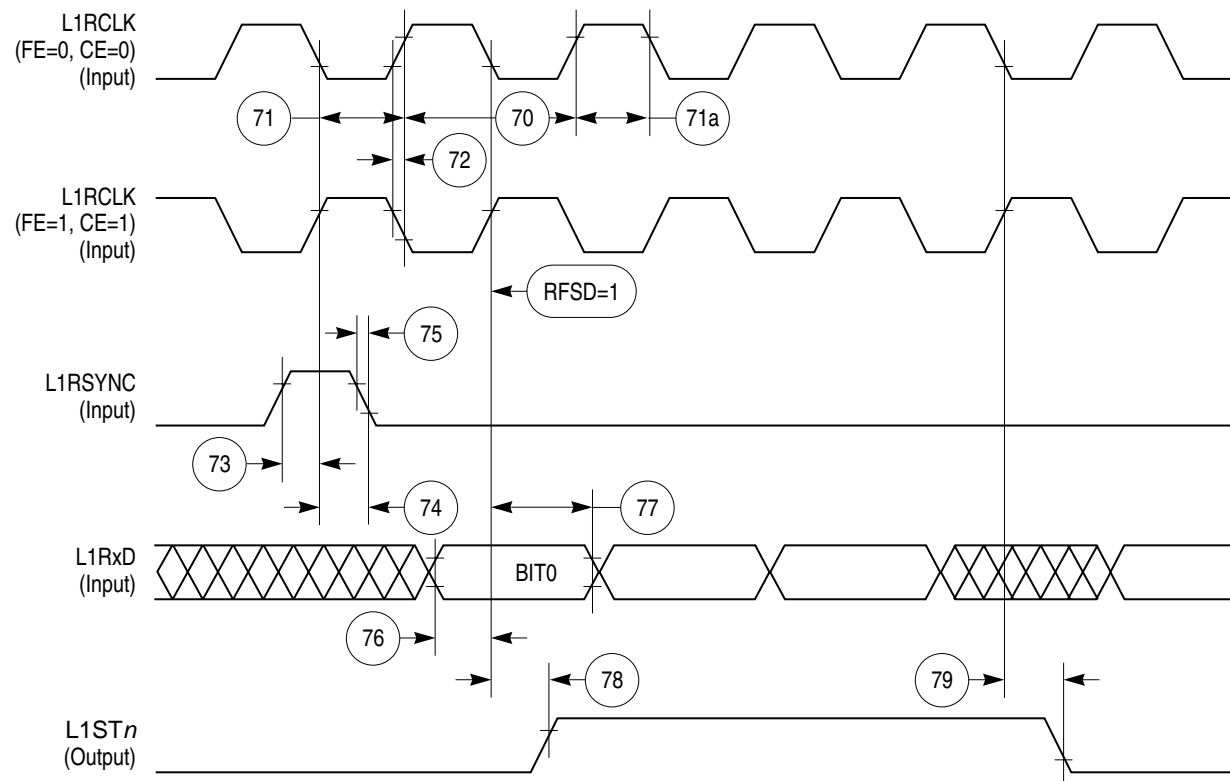 L1RCLK
(FE=0, CE=0)
(Input)
71
70
71a
72
L1RCLK
(FE=1, CE=1)
(Input)
RFSD=1
75
L1RSYNC
(Input)
73
74
77
L1RxD
(Input)
BIT0
76
78
79
L1STn
(Output)